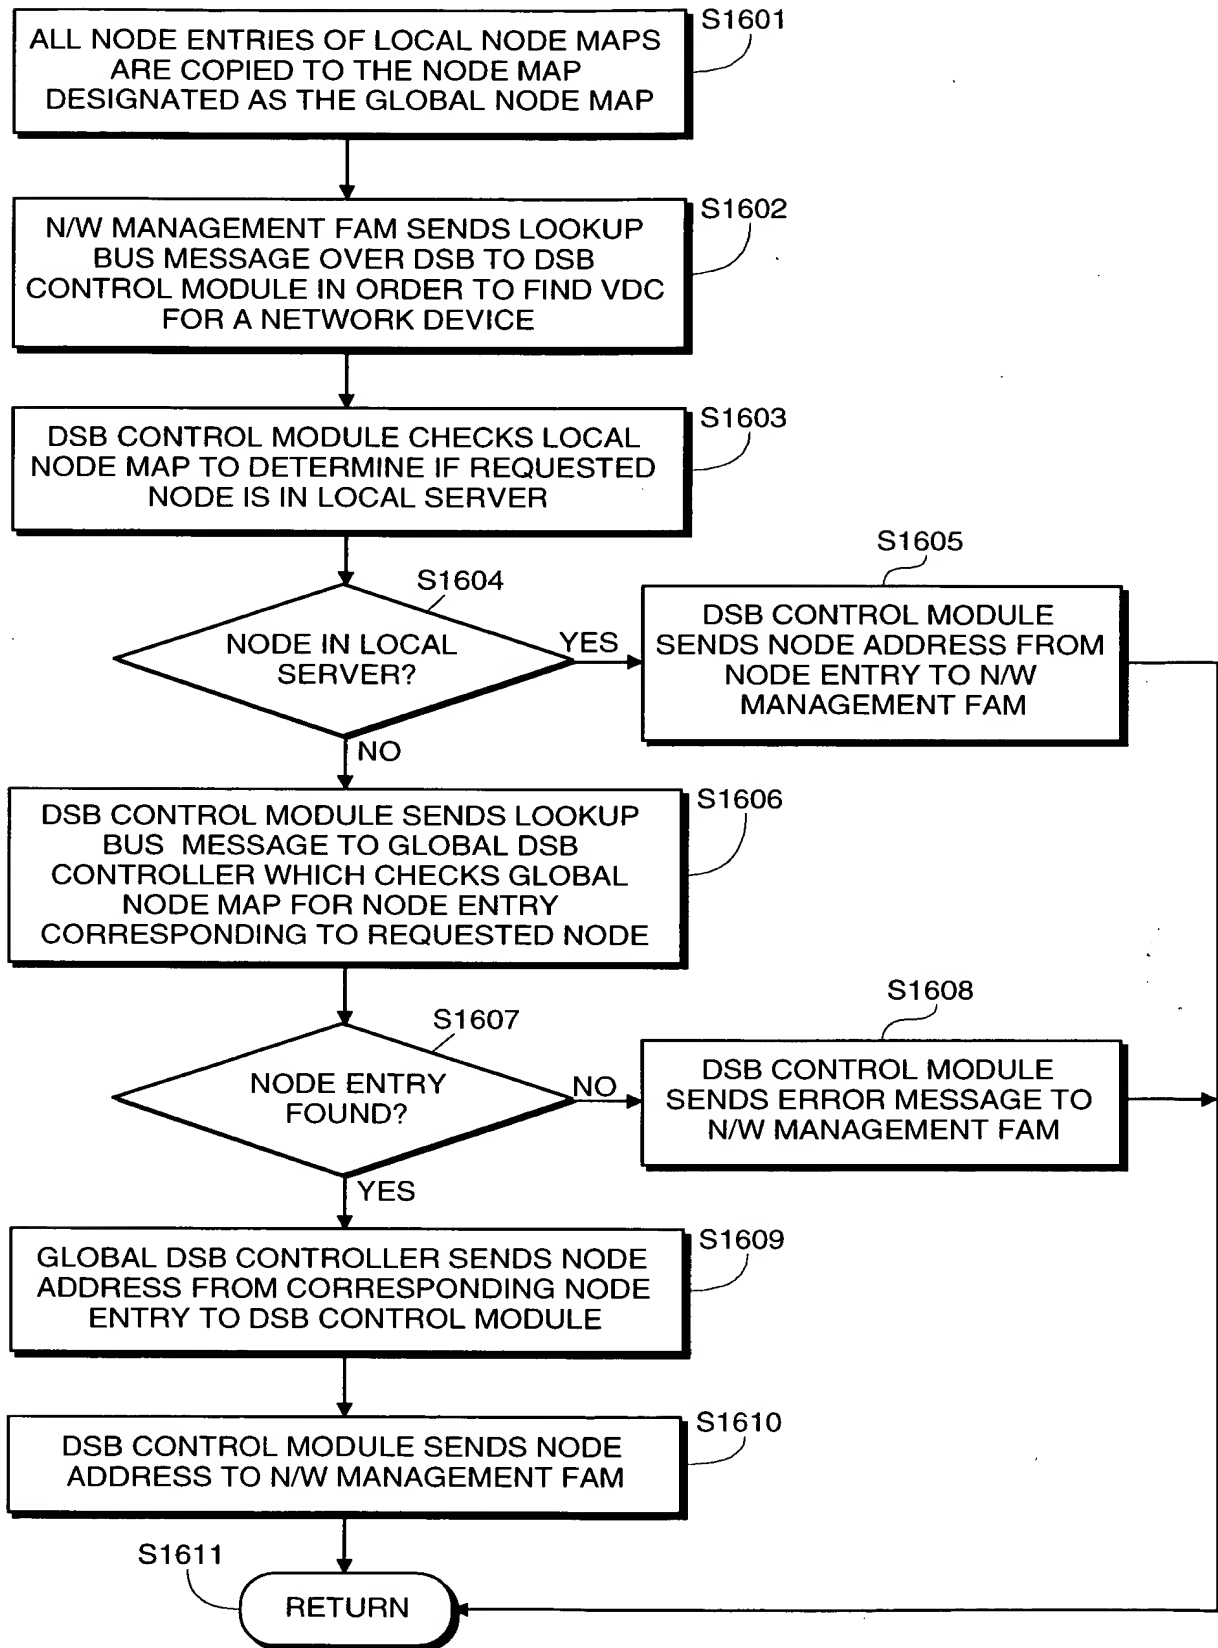 S1601
ALL NODE ENTRIES OF LOCAL NODE MAPS
ARE COPIED TO THE NODE MAP
DESIGNATED AS THE GLOBAL NODE MAP
S1602
N/W MANAGEMENT FAM SENDS LOOKUP
BUS MESSAGE OVER DSB TO DSB
CONTROL MODULE IN ORDER TO FIND VDC
FOR A NETWORK DEVICE
S1603
DSB CONTROL MODULE CHECKS LOCAL
NODE MAP TO DETERMINE IF REQUESTED
NODE IS IN LOCAL SERVER
S1604
NODE IN LOCAL
SERVER?
YES
NO
S1605
DSB CONTROL MODULE
SENDS NODE ADDRESS FROM
NODE ENTRY TO N/W
MANAGEMENT FAM
S1606
DSB CONTROL MODULE SENDS LOOKUP
BUS MESSAGE TO GLOBAL DSB
CONTROLLER WHICH CHECKS GLOBAL
NODE MAP FOR NODE ENTRY
CORRESPONDING TO REQUESTED NODE
S1607
NODE ENTRY
FOUND?
NO
YES
S1608
DSB CONTROL MODULE
SENDS ERROR MESSAGE TO
N/W MANAGEMENT FAM
S1609
GLOBAL DSB CONTROLLER SENDS NODE
ADDRESS FROM CORRESPONDING NODE
ENTRY TO DSB CONTROL MODULE
S1610
DSB CONTROL MODULE SENDS NODE
ADDRESS TO N/W MANAGEMENT FAM
S1611
RETURN